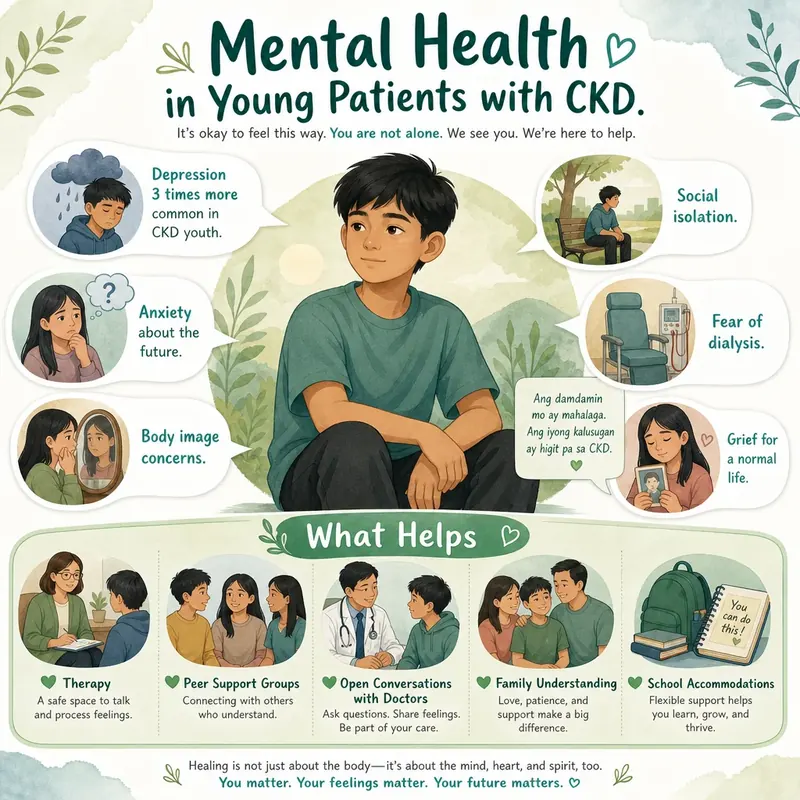 Mental Health
in Young Patients with CKD.
It's okay to feel this way. You are not alone. We see you. We're here to help.
Depression
3 times more
common in
CKD youth.
Social
isolation.
?
Anxiety
about the
future.
Fear of
dialysis.
Body image
concerns.
Ang damdamin
mo ay mahalaga.
Ang iyong kalusugan
ay higit pa sa CKD.
Grief for
a normal
life.
What Helps
Therapy
A safe space to talk
and process feelings.
Peer Support Groups
Connecting with others
who understand.
Open Conversations
with Doctors
Ask questions. Share feelings.
Be part of your care.
Family Understanding
Love, patience, and
support make a big
difference.
You
can do
this!
School Accommodations
Flexible support helps
you learn, grow, and
thrive.
Healing is not just about the body—it's about the mind, heart, and spirit, too.
You matter. Your feelings matter. Your future matters.